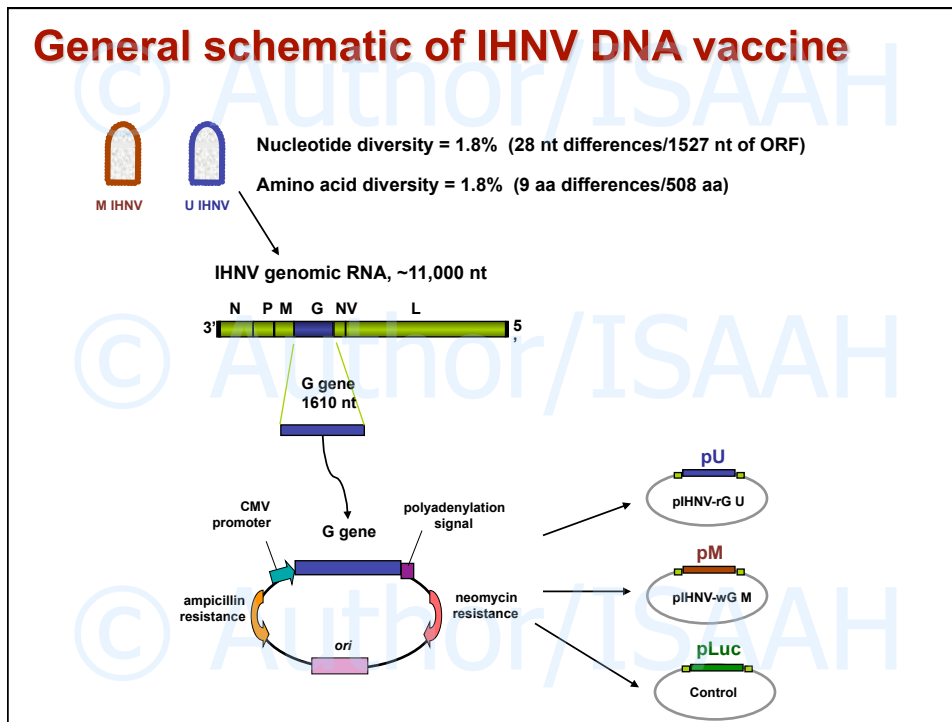 General schematic of IHNV DNA vaccine
© Author/ISAAH
M IHNV
U IHNV
Nucleotide diversity = 1.8% (28 nt differences/1527 nt of ORF)
Amino acid diversity = 1.8% (9 aa differences/508 aa)
IHNV genomic RNA, ~11,000 nt
N P M G NV L
3' 5'
© Author/ISAAH
G gene
1610 nt
CMV
promoter
G gene
polyadenylation
signal
ampicillin
resistance
neomycin
resistance
ori
pU
pIHNV-rG U
pM
pIHNV-wG M
pLuc
Control
© Author/ISAAH